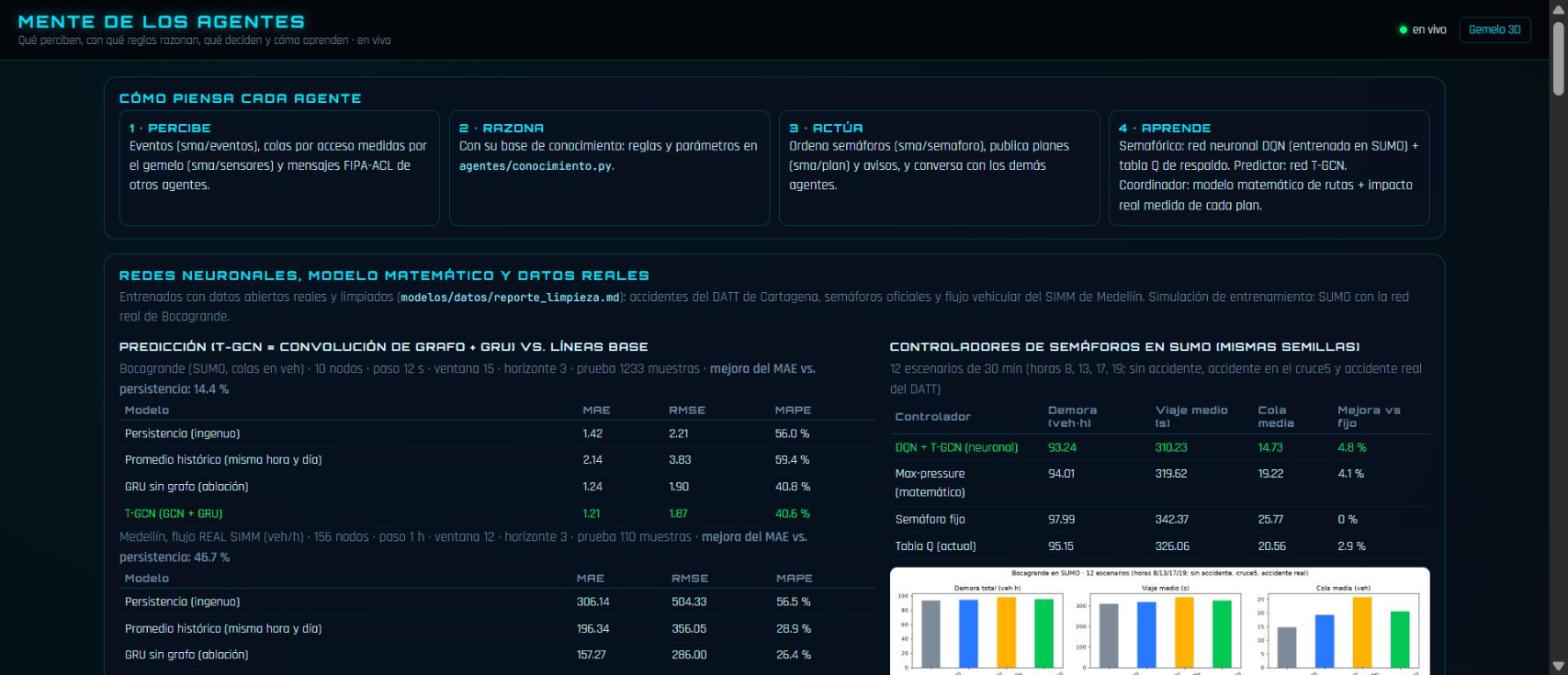 MENTE DE LOS AGENTES
Qué perciben, con qué reglas razonan, qué deciden y cómo aprenden · en vivo
en vivo
Gemelo 3D
CÓMO PIENSA CADA AGENTE
1 · PERCIBE
Eventos (sma/eventos), colas por acceso medidas por
el gemelo (sma/sensores) y mensajes FIPA-ACL de
otros agentes.
2 · RAZONA
Con su base de conocimiento: reglas y parámetros en
agentes/conocimiento.py.
3 · ACTÚA
Ordena semáforos (sma/semaforo), publica planes
(sma/plan) y avisos, y conversa con los demás
agentes.
4 · APRENDE
Semafórico: red neuronal DQN (entrenada en SUMO) +
tabla Q de respaldo. Predictor: red T-GCN.
Coordinador: modelo matemático de rutas + impacto
real medido de cada plan.
REDES NEURONALES, MODELO MATEMÁTICO Y DATOS REALES
Entrenados con datos abiertos reales y limpiados (modelos/datos/reporte_limpieza.md): accidentes del DATT de Cartagena, semáforos oficiales y flujo vehicular del SIMM de Medellín. Simulación de entrenamiento: SUMO con la red
real de Bocagrande.
PREDICCIÓN (T-GCN = CONVOLUCIÓN DE GRAFO + GRU) VS. LÍNEAS BASE
Bocagrande (SUMO, colas en veh) · 10 nodos · paso 12 s · ventana 15 · horizonte 3 · prueba 1233 muestras · mejora del MAE vs.
persistencia: 14.4 %
Modelo MAE RMSE MAPE
Persistencia (ingenuo) 1.42 2.21 56.0 %
Promedio histórico (misma hora y día) 2.14 3.83 59.4 %
GRU sin grafo (ablación) 1.24 1.90 40.8 %
T-GCN (GCN + GRU) 1.21 1.87 40.6 %
Medellín, flujo REAL SIMM (veh/h) · 156 nodos · paso 1 h · ventana 12 · horizonte 3 · prueba 110 muestras · mejora del MAE vs.
persistencia: 46.7 %
Modelo MAE RMSE MAPE
Persistencia (ingenuo) 306.14 504.33 56.5 %
Promedio histórico (misma hora y día) 196.34 356.05 28.9 %
GRU sin grafo (ablación) 157.27 286.00 26.4 %
CONTROLADORES DE SEMÁFOROS EN SUMO (MISMAS SEMILLAS)
12 escenarios de 30 min (horas 8, 13, 17, 19; sin accidente, accidente en el cruce5 y accidente real
del DATT)
Controlador Demora (veh·h) Viaje medio (s) Cola media Mejora vs fijo
DQN + T-GCN (neuronal) 93.24 310.23 14.73 4.8 %
Max-pressure (matemático) 94.01 319.62 19.22 4.1 %
Semáforo fijo 97.99 342.37 25.77 0 %
Tabla Q (actual) 95.15 326.06 20.56 2.9 %
Bocagrande en SUMO · 12 escenarios (horas 8/13/17/19; sin accidente, cruce5, accidente real)
Demora total (veh h) Viaje medio (s) Cola media (veh)
100 80 60 40 20 0
300 200 100 0
25 20 15 10 5 0